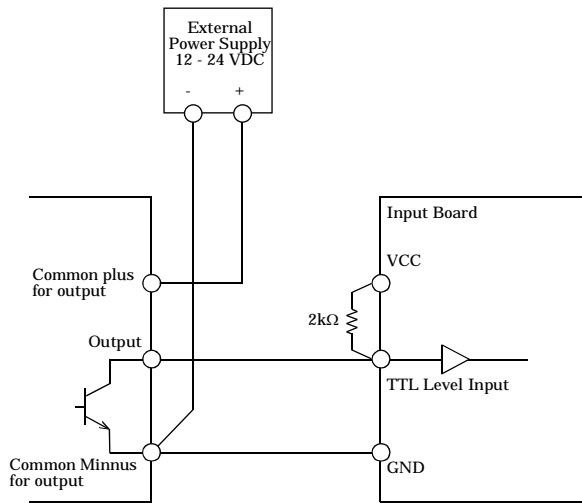 External
Power Supply
12 - 24 VDC
- +
Input Board
VCC
Common plus
for output
2kΩ
Output
TTL Level Input
Common Minnus
for output
GND